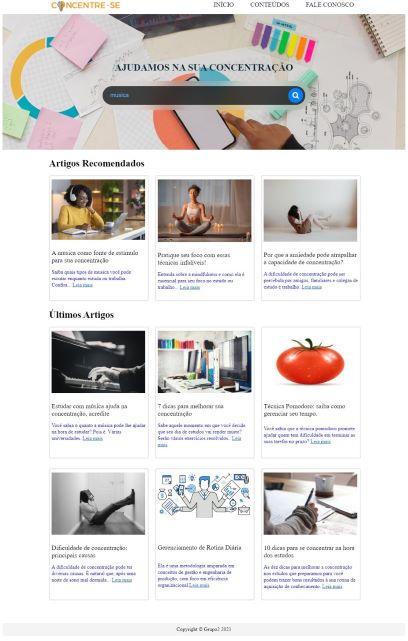 CONCENTRE-SE
INÍCIO
CONTEÚDOS
FALE CONOSCO
AJUDAMOS NA SUA CONCENTRAÇÃO
musica
Artigos Recomendados
A musica como fonte de estimulo
para sua concentração
Saiba quais tipos de musica você pode
escutar enquanto estuda ou trabalha.
Confira... Leia mais
Pratique seu foco com essas
técnicas infalíveis!
Entenda sobre a mindfulness e como ela é
essencial para seu foco no estudo ou
trabalho... Leia mais
Por que a ansiedade pode atrapalhar
a capacidade de concentração?
A dificuldade de concentração pode ser
percebida por amigos, familiares e colegas de
estudo e trabalho. Leia mais
Últimos Artigos
Estudar com música ajuda na
concentração, acredite
Você sabia o quanto a música pode lhe ajudar
na hora de estudar? Pois é. Várias
universidades. Leia mais
7 dicas para melhorar sua
concentração
Sabe aquele momento em que você decide
que seu dia de estudos vai render muito?
Serão vários exercícios resolvidos.. Leia
mais
Técnica Pomodoro: saiba como
gerenciar seu tempo.
Você sabia que a técnica pomodoro promete
ajudar quem tem dificuldade em terminar as
suas tarefas no prazo? Leia mais
Dificuldade de concentração:
principais causas
A dificuldade de concentração pode ter
diversas causas. É natural que, após uma
noite de sono mal dormida... Leia mais
Gerenciamento de Rotina Diária
Ela é uma metodologia amparada em
conceitos de gestão e engenharia de
produção, com foco em eficiência
organizacional Leia mais
10 dicas para se concentrar na hora
dos estudos
As dez dicas para melhorar a concentração
nos estudos que preparamos para você
podem trazer bons resultados à sua rotina de
aquisição de conhecimento. Leia mais
Copyright © Grupo2 2021